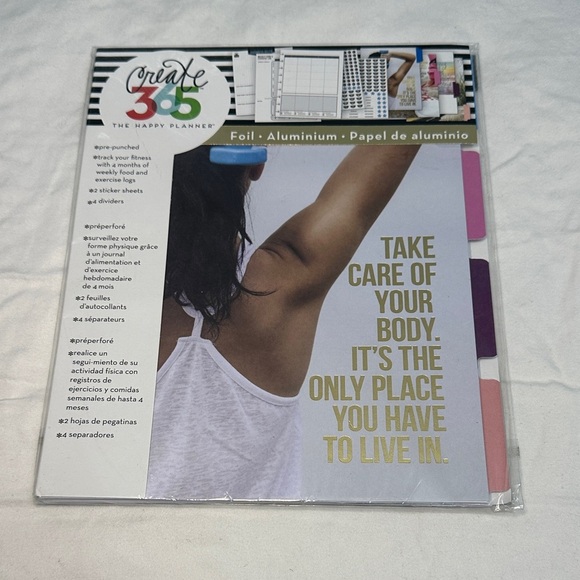 create
365
THE HAPPY PLANNER®
Foil • Aluminium • Papel de aluminio
✽pre-punched
✽track your fitness
with 4 months of
weekly food and
exercise logs
✽2 sticker sheets
✽4 dividers
✽préperforé
✽surveillez votre
forme physique grâce
à un journal
d'alimentation et
d'exercice
hebdomadaire
de 4 mois
✽2 feuilles
d'autocollants
✽4 séparateurs
✽préperforé
✽realice un
segui-miento de su
actividad física con
registros de
ejercicios y comidas
semanales de hasta 4
meses
✽2 hojas de pegatinas
✽4 separadores
TAKE
CARE OF
YOUR
BODY.
IT'S THE
ONLY PLACE
YOU HAVE
TO LIVE IN.